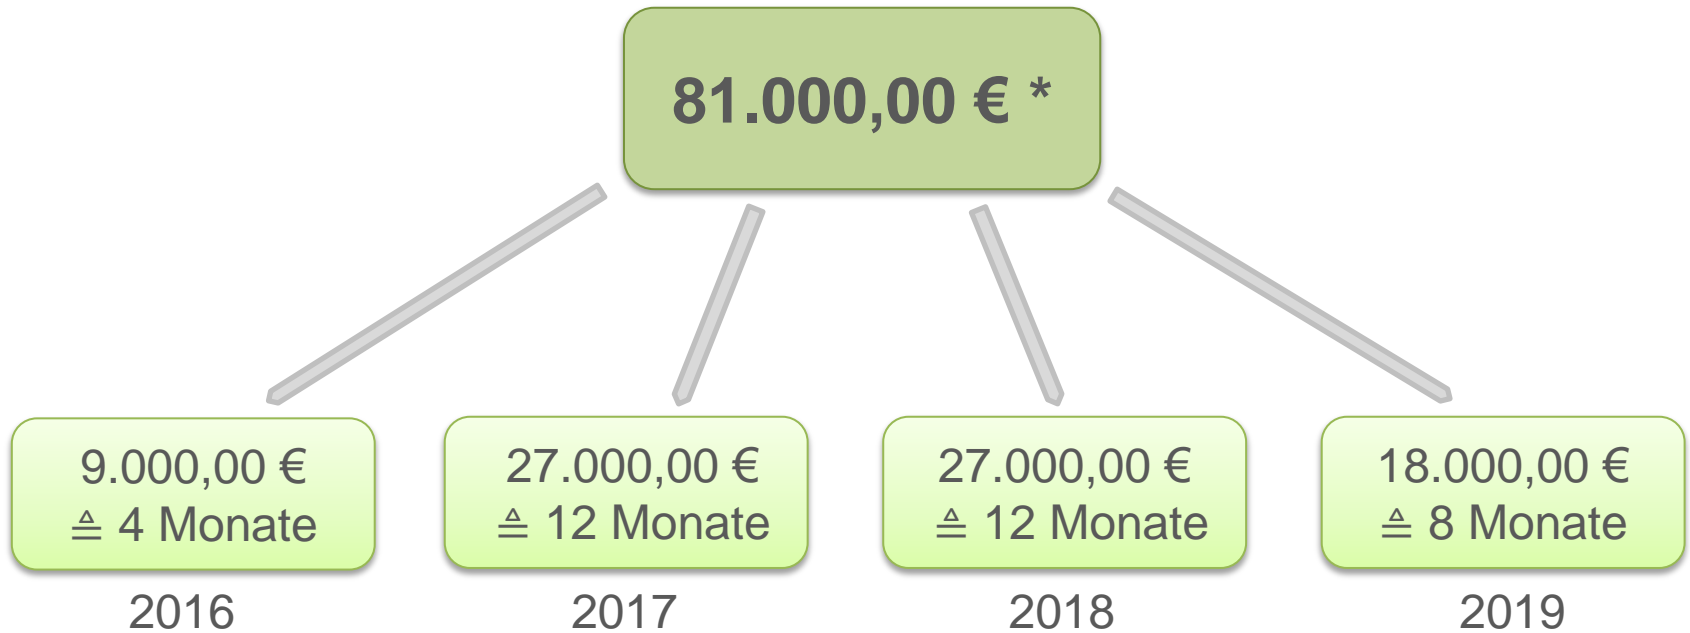 81.000,00 € *
9.000,00 €
≙ 4 Monate
27.000,00 €
≙ 12 Monate
27.000,00 €
≙ 12 Monate
18.000,00 €
≙ 8 Monate
2016
2017
2018
2019